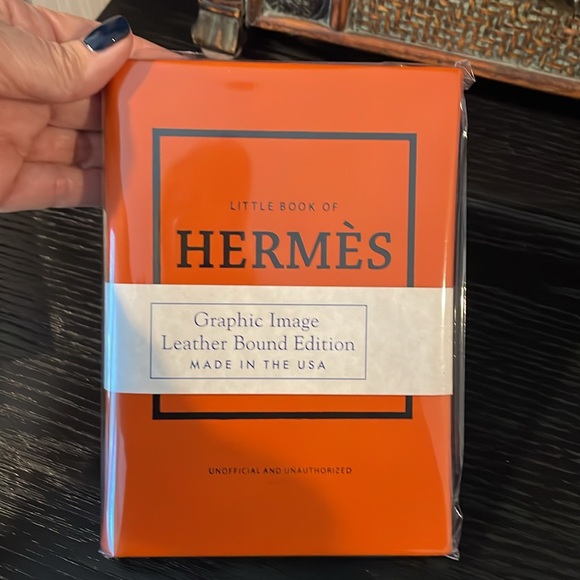 LITTLE BOOK OF
HERMÈS
Graphic Image
Leather Bound Edition
MADE IN THE USA
UNOFFICIAL AND UNAUTHORIZED